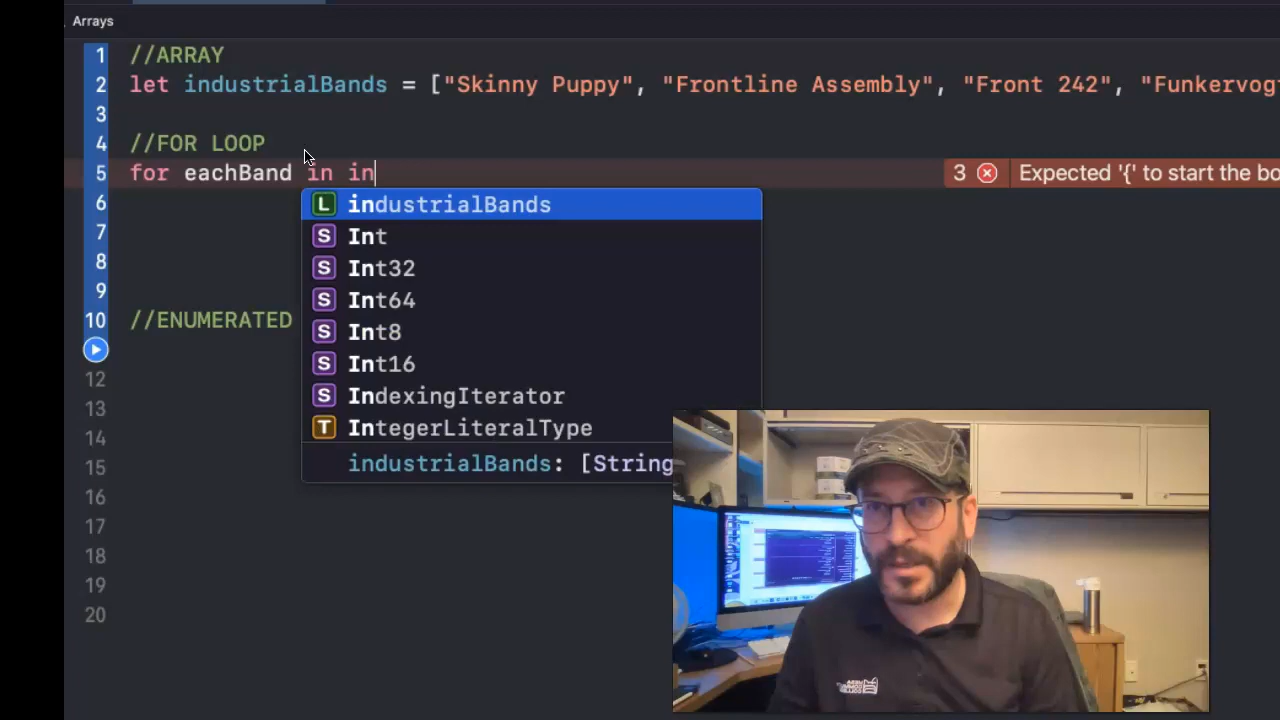 Arrays
1 //ARRAY
2 let industrialBands = ["Skinny Puppy", "Frontline Assembly", "Front 242", "Funkervogt
3
4 //FOR LOOP
5 for eachBand in in 3 Expected '{' to start the bo
6 L industrialBands
7 S Int
8 S Int32
9 S Int64
10 //ENUMERATED S Int8
S Int16
12 S IndexingIterator
13 T IntegerLiteralType
14 industrialBands: [String
15
16
17
18
19
20